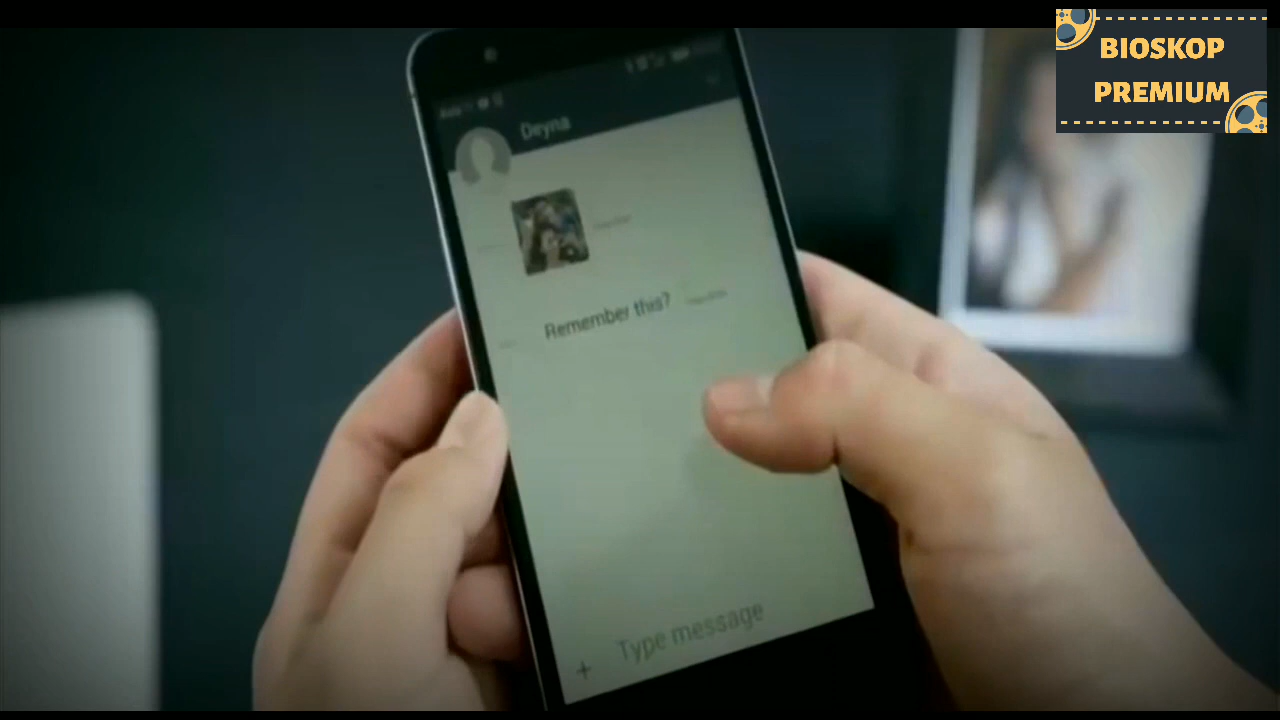 BIOSKOP
PREMIUM
Deyna
Remember this?
Type message